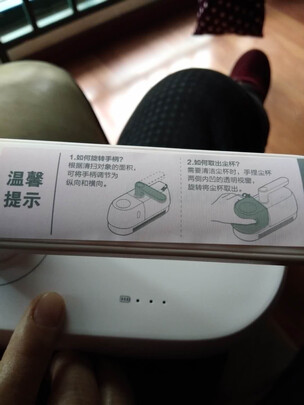 温馨
提示
1.如何旋转手柄?
根据清扫对象的面积,
可将手柄调节为
纵向和横向。
2.如何取出尘杯?
需要清洁尘杯时,手捏尘杯
两侧内凹的透明视窗,
旋转将尘杯取出。